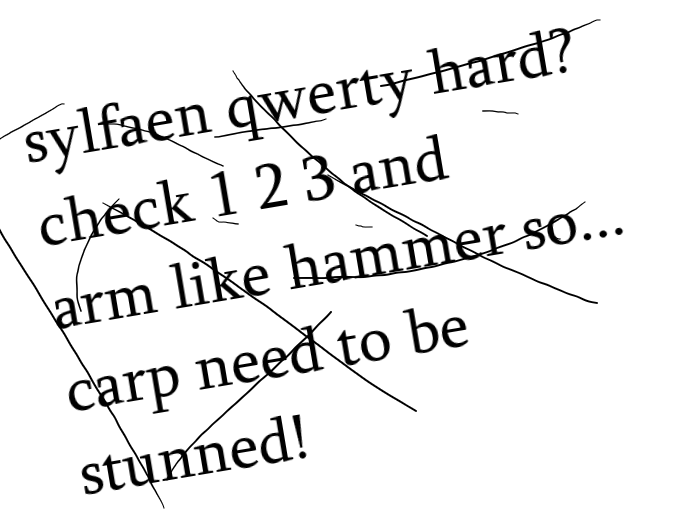 sylfaen qwerty hard?
check 1 2 3 and
arm like hammer so...
carp need to be
stunned!